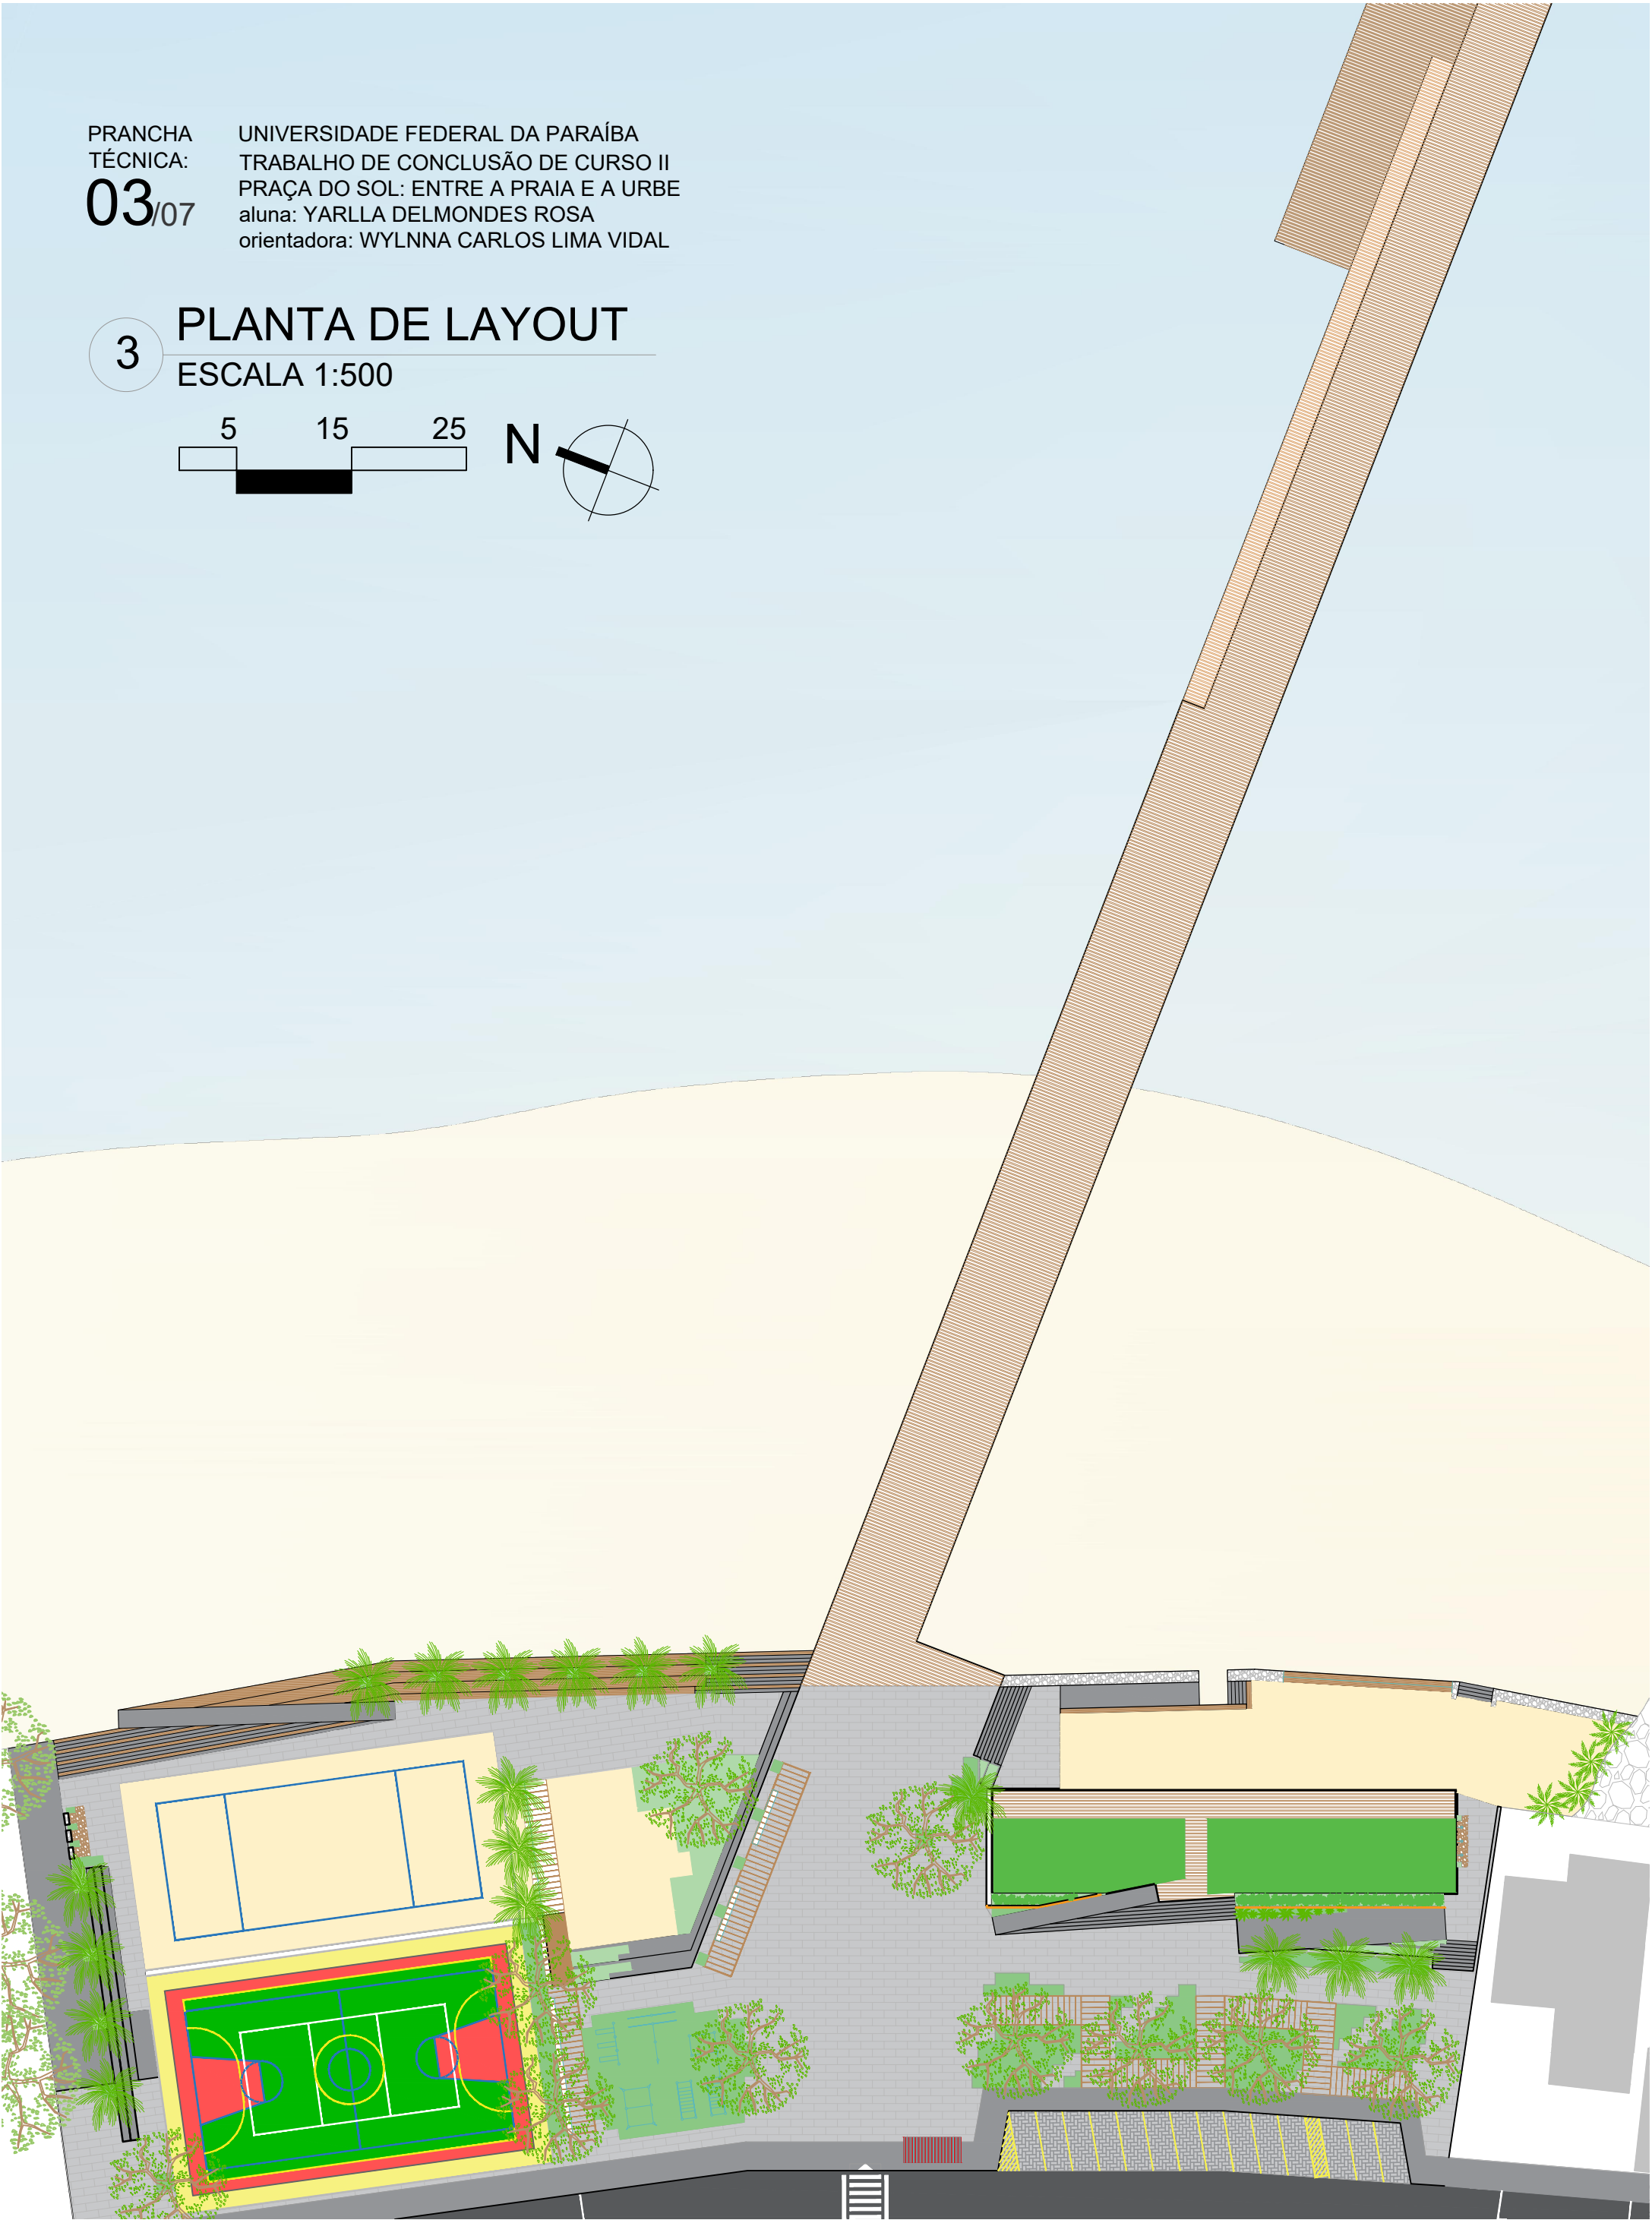 PRANCHA
TÉCNICA:
03/07
UNIVERSIDADE FEDERAL DA PARAÍBA
TRABALHO DE CONCLUSÃO DE CURSO II
PRAÇA DO SOL: ENTRE A PRAIA E A URBE
aluna: YARLLA DELMONDES ROSA
orientadora: WYLNNA CARLOS LIMA VIDAL
3
PLANTA DE LAYOUT
ESCALA 1:500
5 15 25
N